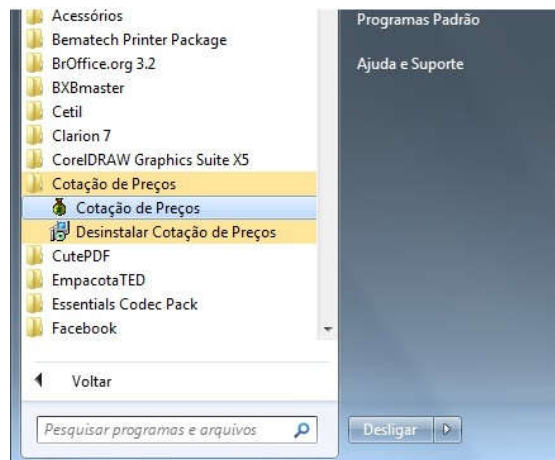 Acessórios
Bematech Printer Package
BrOffice.org 3.2
BXBmaster
Cetil
Clarion 7
CorelDRAW Graphics Suite X5
Cotação de Preços
Cotação de Preços
Desinstalar Cotação de Preços
CutePDF
EmpacotaTED
Essentials Codec Pack
Facebook
Voltar
Pesquisar programas e arquivos
Programas Padrão
Ajuda e Suporte
Desligar